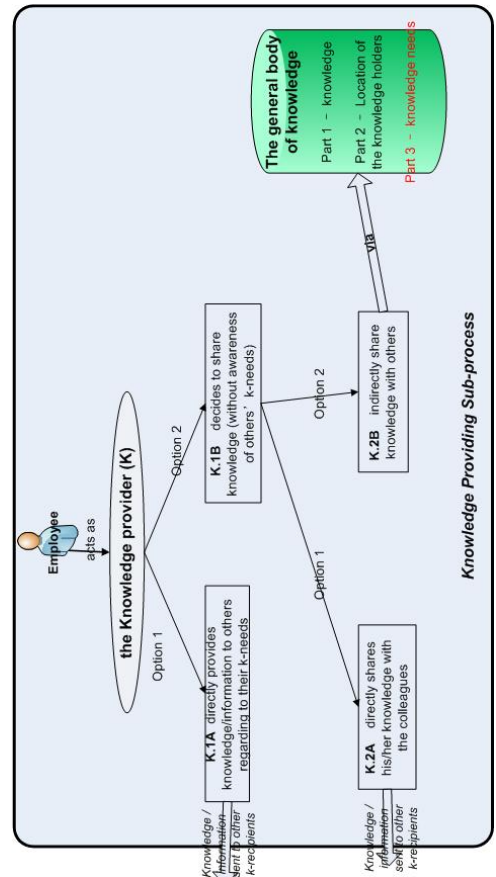 Employee
acts as
the Knowledge provider (K)
Option 1
Option 2
K.1A directly provides
knowledge/information to others
regarding to their k-needs
K.1B decides to share
knowledge (without awareness
of others' k-needs)
Knowledge /
information
sent to other
k-recipients
Option 1
Option 2
K.2A directly shares
his/her knowledge with
the colleagues
K.2B indirectly share
knowledge with others
Knowledge /
information
sent to other
k-recipients
via
The general body
of knowledge
Part 1 - knowledge
Part 2 - Location of
the knowledge holders
Part 3 - knowledge needs
Knowledge Providing Sub-process